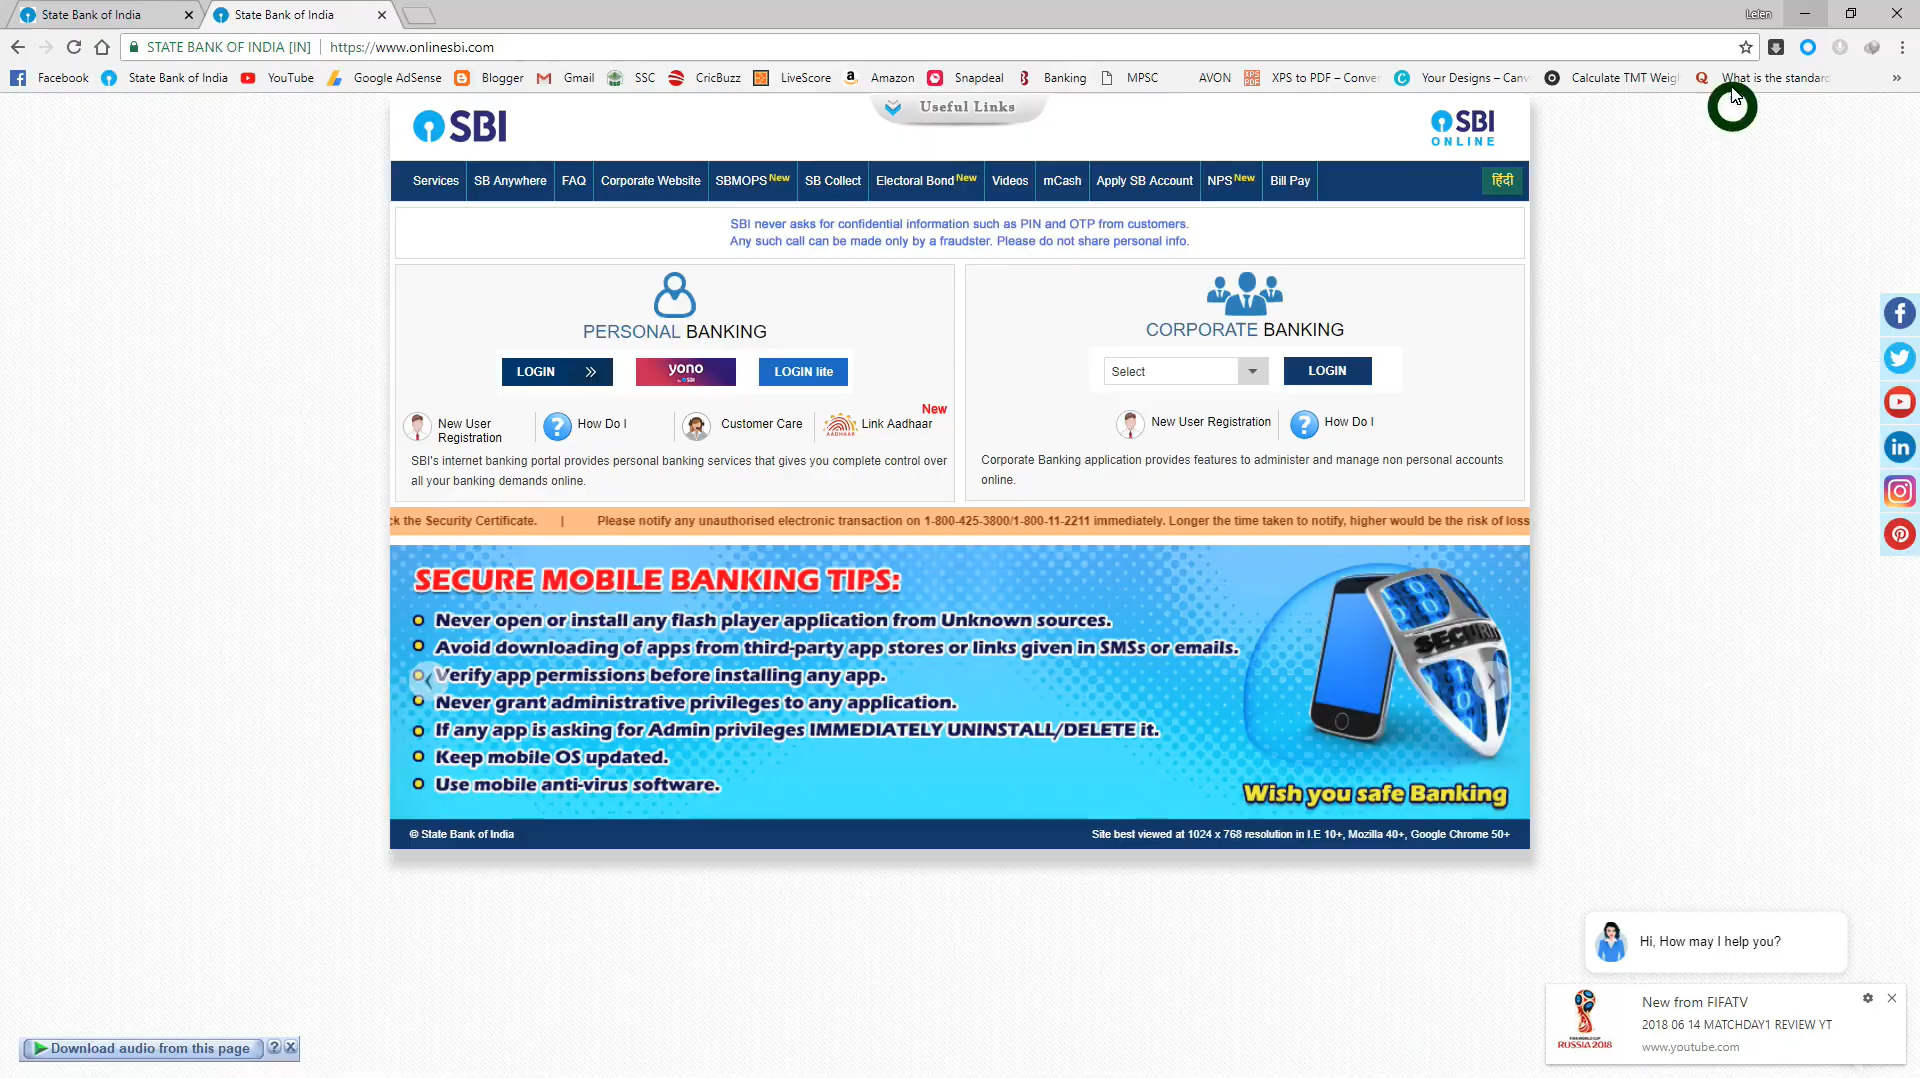 State Bank of India
State Bank of India
Lelen
STATE BANK OF INDIA [IN] https://www.onlinesbi.com
Facebook State Bank of India YouTube Google AdSense Blogger Gmail SSC CricBuzz LiveScore Amazon Snapdeal Banking MPSC AVON XPS to PDF – Conver Your Designs – Canv Calculate TMT Weigh What is the standard »
Useful Links
SBI
SBI
ONLINE
Services SB Anywhere FAQ Corporate Website SBMOPS New SB Collect Electoral Bond New Videos mCash Apply SB Account NPS New Bill Pay हिंदी
SBI never asks for confidential information such as PIN and OTP from customers.
Any such call can be made only by a fraudster. Please do not share personal info.
PERSONAL BANKING
LOGIN
yono
by SBI
LOGIN lite
New User
Registration
How Do I
Customer Care
New
AADHAAR
Link Aadhaar
SBI's internet banking portal provides personal banking services that gives you complete control over
all your banking demands online.
CORPORATE BANKING
Select
LOGIN
New User Registration
How Do I
Corporate Banking application provides features to administer and manage non personal accounts
online.
ck the Security Certificate. | Please notify any unauthorised electronic transaction on 1-800-425-3800/1-800-11-2211 immediately. Longer the time taken to notify, higher would be the risk of loss
SECURE MOBILE BANKING TIPS:
Never open or install any flash player application from Unknown sources.
Avoid downloading of apps from third-party app stores or links given in SMSs or emails.
Verify app permissions before installing any app.
Never grant administrative privileges to any application.
If any app is asking for Admin privileges IMMEDIATELY UNINSTALL/DELETE it.
Keep mobile OS updated.
Use mobile anti-virus software.
SECURITY
Wish you safe Banking
© State Bank of India
Site best viewed at 1024 x 768 resolution in I.E 10+, Mozilla 40+, Google Chrome 50+
Hi, How may I help you?
New from FIFATV
2018 06 14 MATCHDAY1 REVIEW YT
www.youtube.com
RUSSIA 2018
Download audio from this page